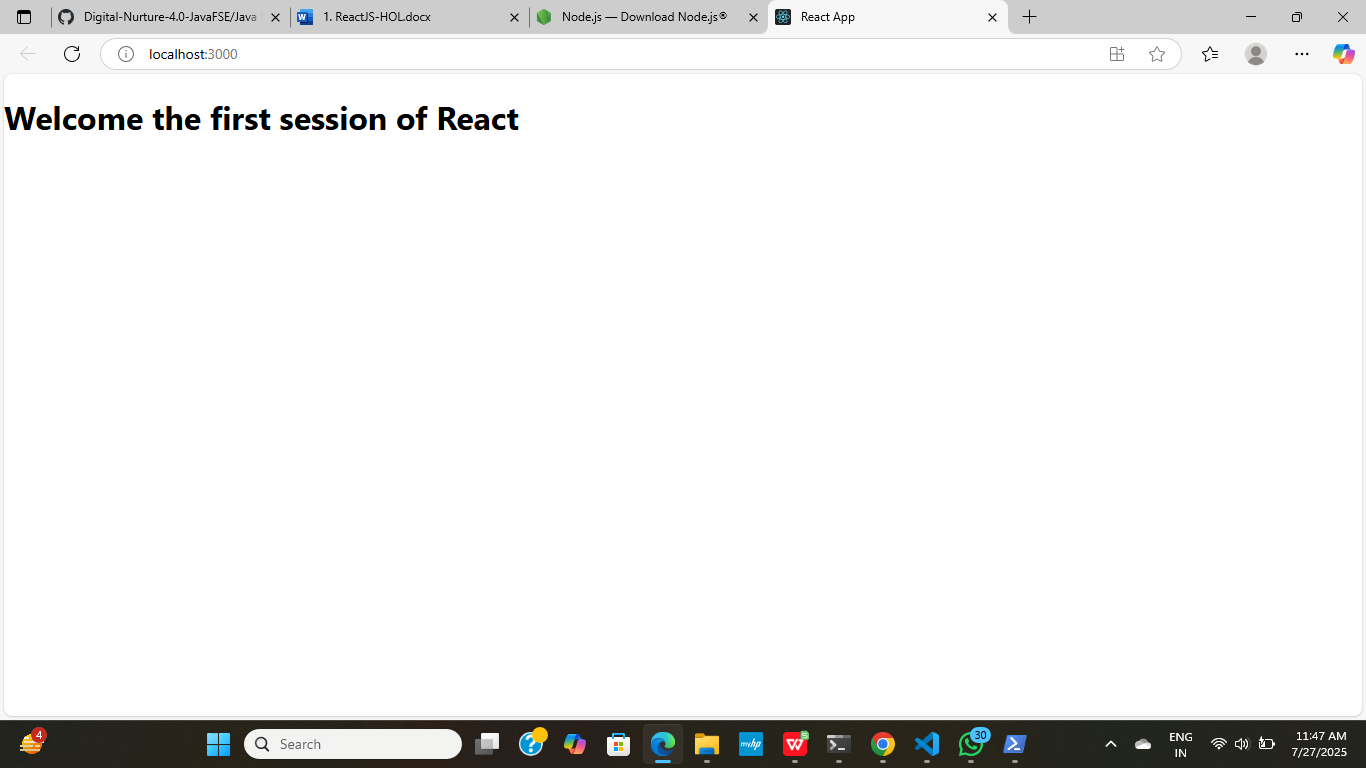 Digital-Nurture-4.0-JavaFSE/Java
1. ReactJS-HOL.docx
Node.js — Download Node.js®
React App
localhost:3000
Welcome the first session of React
4
Search
myhp
30
ENG
IN
11:47 AM
7/27/2025